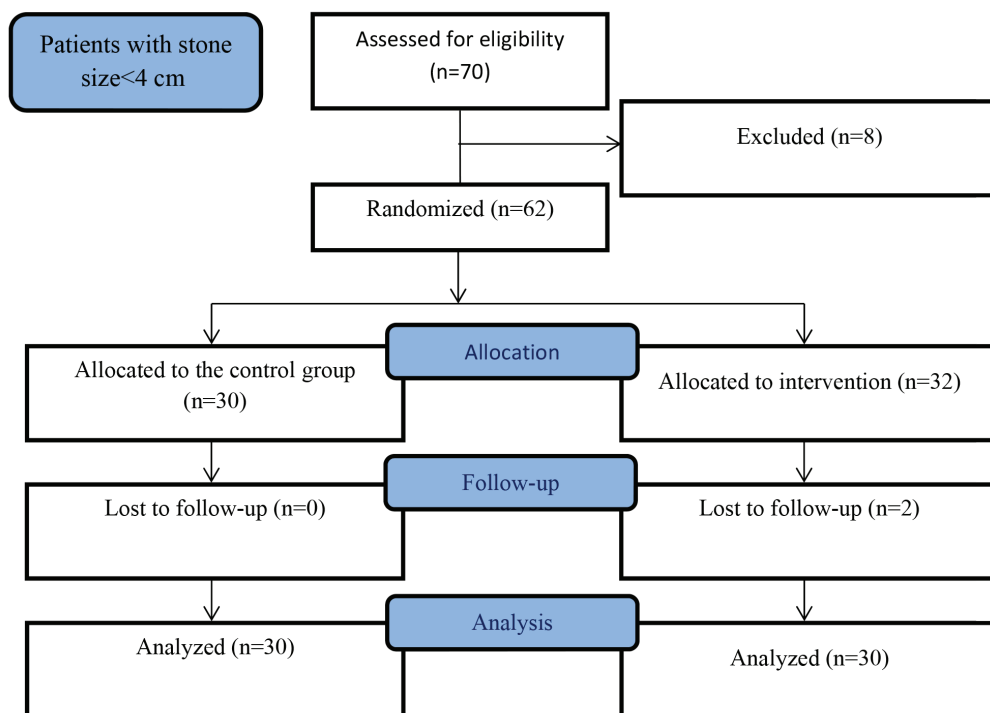 Patients with stone
size<4 cm
Assessed for eligibility
(n=70)
Excluded (n=8)
Randomized (n=62)
Allocation
Allocated to the control group
(n=30)
Allocated to intervention (n=32)
Follow-up
Lost to follow-up (n=0)
Lost to follow-up (n=2)
Analysis
Analyzed (n=30)
Analyzed (n=30)